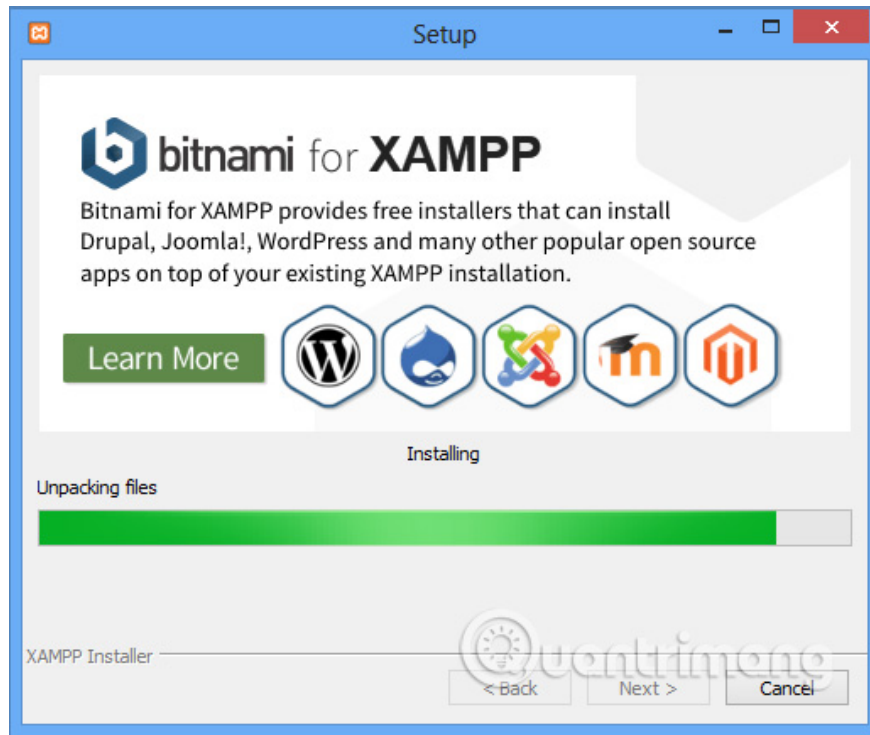 Setup
bitnami for XAMPP
Bitnami for XAMPP provides free installers that can install
Drupal, Joomla!, WordPress and many other popular open source
apps on top of your existing XAMPP installation.
Learn More
Installing
Unpacking files
XAMPP Installer
Quantrimang
< Back
Next >
Cancel